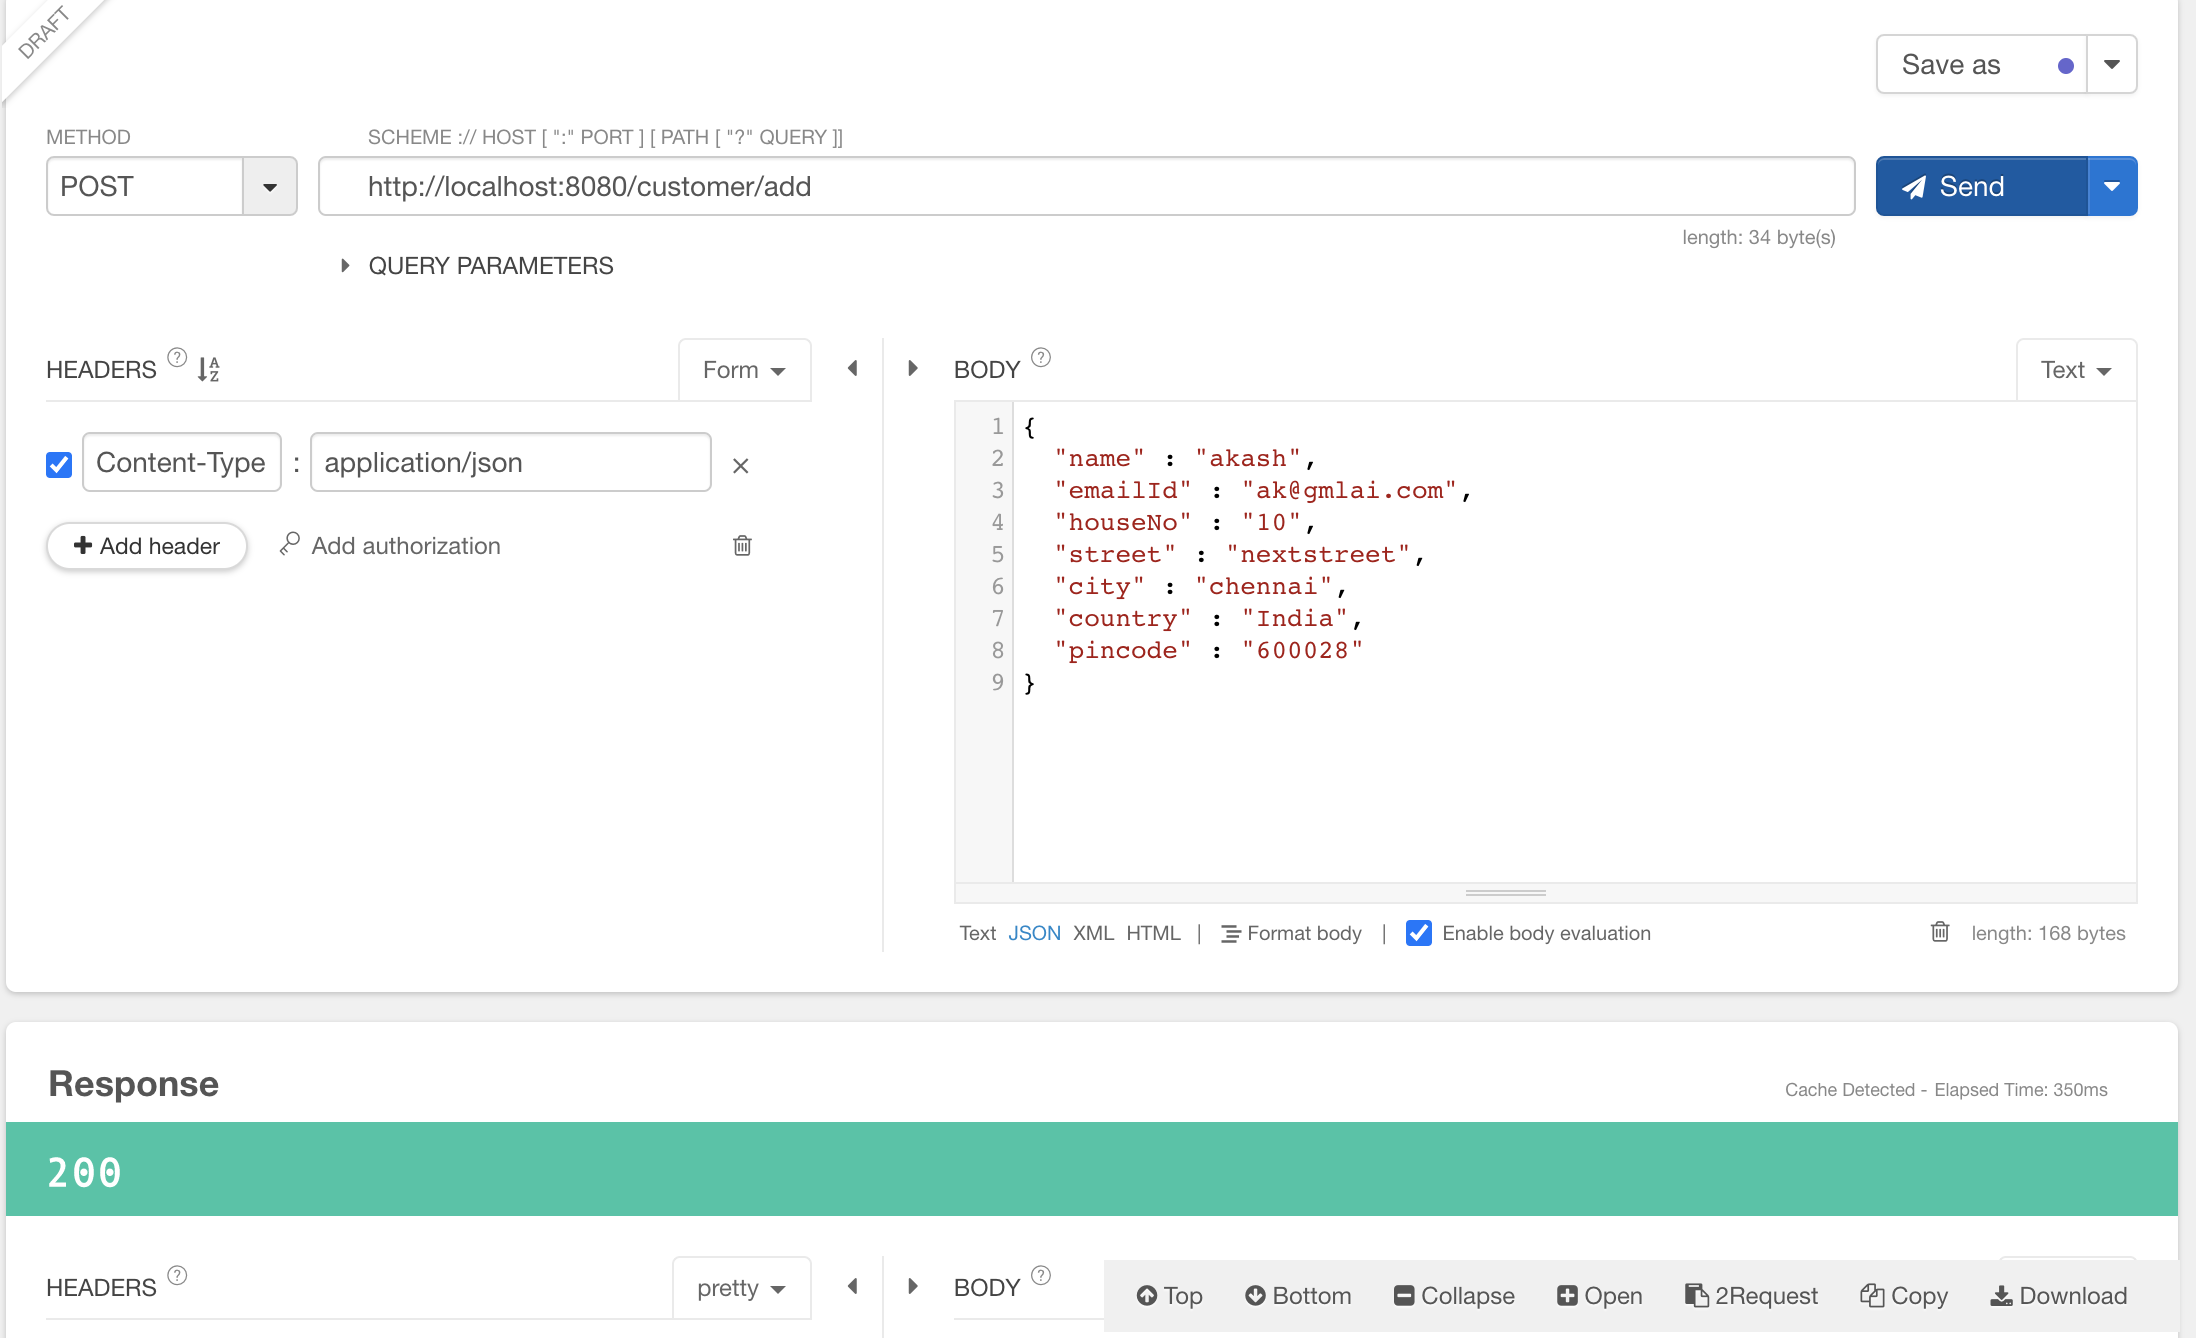 DRAFT
Save as
METHOD
SCHEME :// HOST [ ":" PORT ] [ PATH [ "?" QUERY ]]
POST
http://localhost:8080/customer/add
Send
length: 34 byte(s)
QUERY PARAMETERS
HEADERS ? A Z
Form
BODY ?
Text
Content-Type : application/json ×
+ Add header
Add authorization
1 {
2 "name" : "akash",
3 "emailId" : "ak@gmlai.com",
4 "houseNo" : "10",
5 "street" : "nextstreet",
6 "city" : "chennai",
7 "country" : "India",
8 "pincode" : "600028"
9 }
Text JSON XML HTML | Format body | Enable body evaluation
length: 168 bytes
Response
Cache Detected - Elapsed Time: 350ms
200
HEADERS ?
pretty
BODY ?
Top Bottom Collapse Open 2Request Copy Download